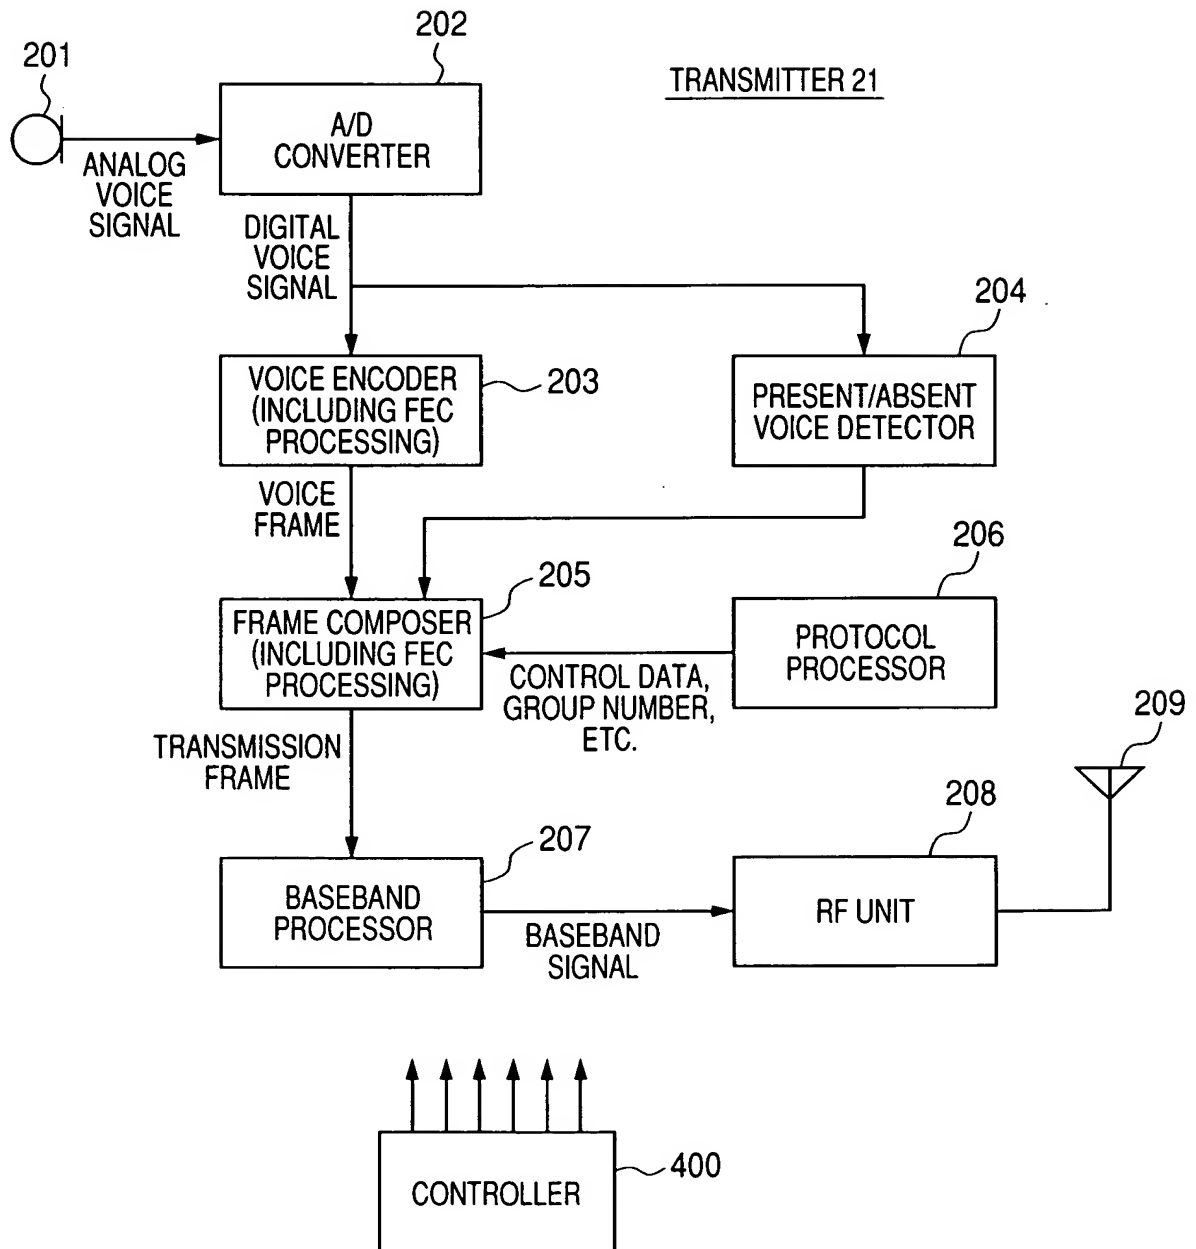 202
201
TRANSMITTER 21
A/D
CONVERTER
ANALOG
VOICE
SIGNAL
DIGITAL
VOICE
SIGNAL
204
VOICE ENCODER
(INCLUDING FEC
PROCESSING)
203
PRESENT/ABSENT
VOICE DETECTOR
VOICE
FRAME
206
205
FRAME COMPOSER
(INCLUDING FEC
PROCESSING)
PROTOCOL
PROCESSOR
CONTROL DATA,
GROUP NUMBER,
ETC.
209
TRANSMISSION
FRAME
208
207
BASEBAND
PROCESSOR
RF UNIT
BASEBAND
SIGNAL
CONTROLLER
400